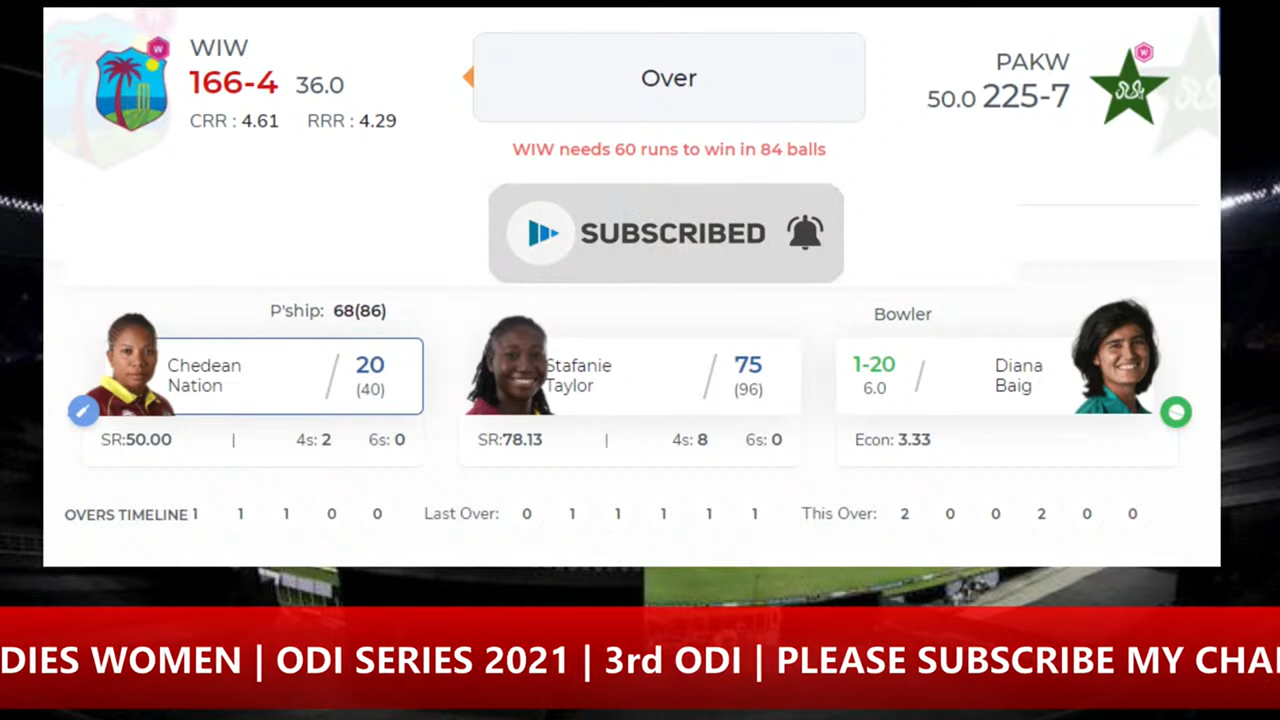 WIW
166-4 36.0
CRR : 4.61 RRR : 4.29
Over
PAKW
50.0 225-7
WIW needs 60 runs to win in 84 balls
SUBSCRIBED
P'ship: 68(86)
Chedean
Nation
20
(40)
SR:50.00 | 4s: 2 6s: 0
Stafanie
Taylor
75
(96)
SR:78.13 | 4s: 8 6s: 0
Bowler
1-20
6.0
Diana
Baig
Econ: 3.33
OVERS TIMELINE 1 1 1 0 0 Last Over: 0 1 1 1 1 1 This Over: 2 0 0 2 0 0
DIES WOMEN | ODI SERIES 2021 | 3rd ODI | PLEASE SUBSCRIBE MY CHA